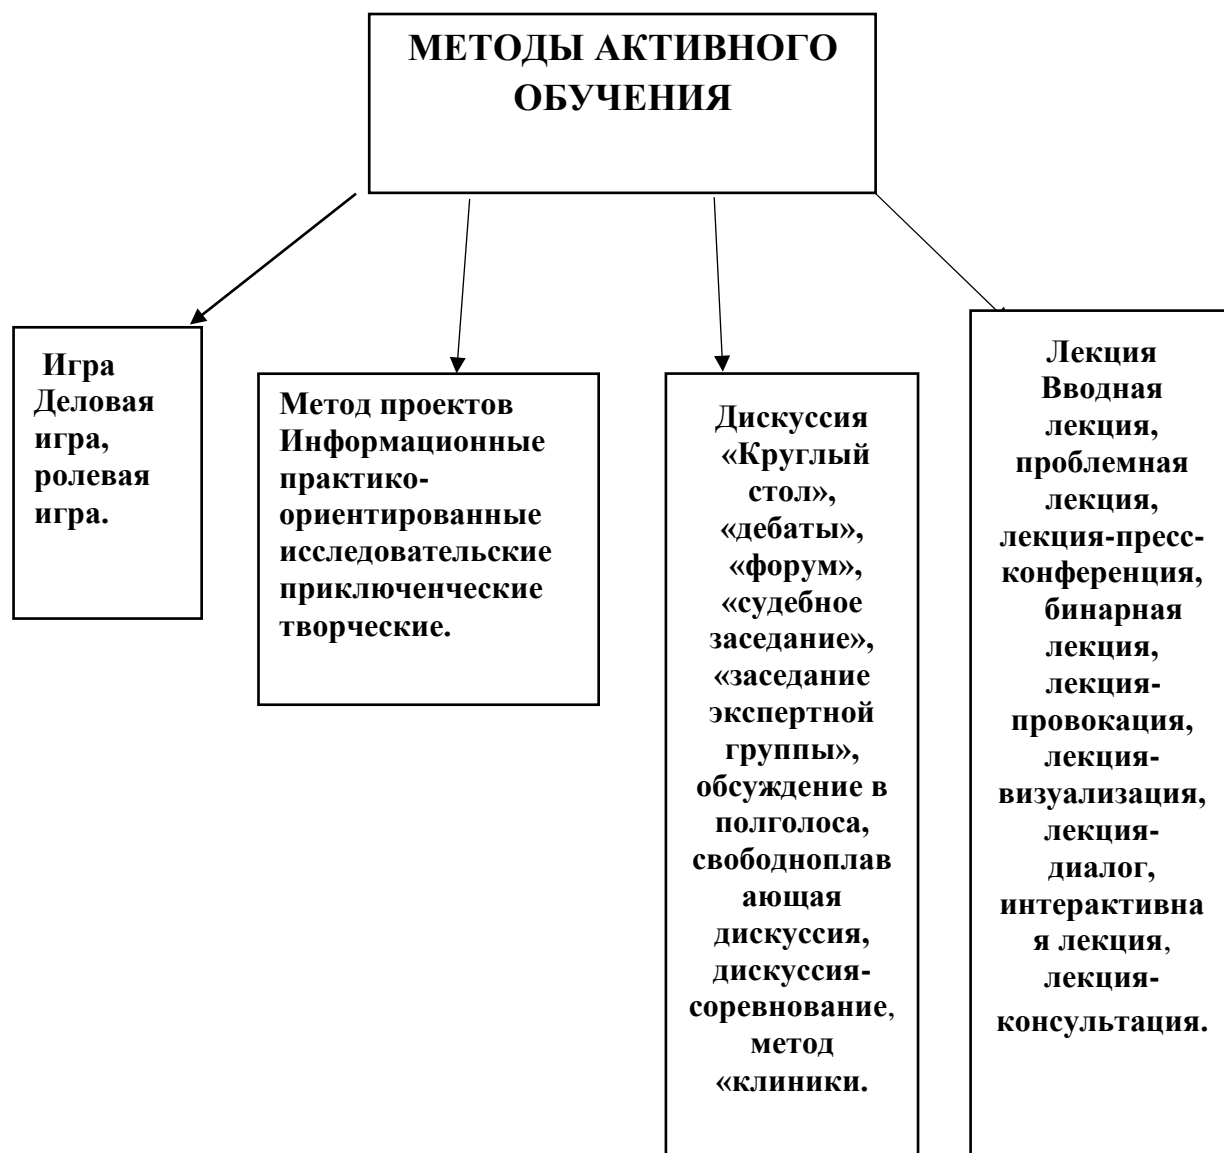 МЕТОДЫ АКТИВНОГО
ОБУЧЕНИЯ
Игра
Деловая
игра,
ролевая
игра.
Метод проектов
Информационные
практико-
ориентированные
исследовательские
приключенческие
творческие.
Дискуссия
«Круглый
стол»,
«дебаты»,
«форум»,
«судебное
заседание»,
«заседание
экспертной
группы»,
обсуждение в
полголоса,
свободноплав
ающая
дискуссия,
дискуссия-
соревнование,
метод
«клиники.
Лекция
Вводная
лекция,
проблемная
лекция,
лекция-пресс-
конференция,
бинарная
лекция,
лекция-
провокация,
лекция-
визуализация,
лекция-
диалог,
интерактивна
я лекция,
лекция-
консультация.